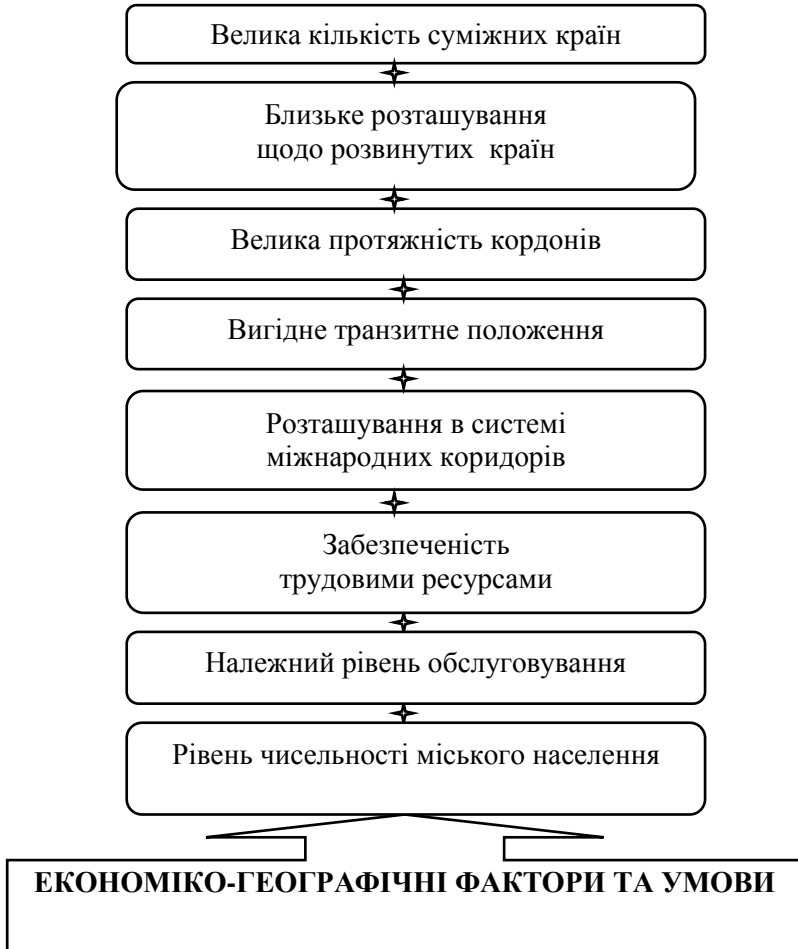 Велика кількість суміжних країн
Близьке розташування
щодо розвинутих країн
Велика протяжність кордонів
Вигідне транзитне положення
Розташування в системі
міжнародних коридорів
Забезпеченість
трудовими ресурсами
Належний рівень обслуговування
Рівень чисельності міського населення
ЕКОНОМІКО-ГЕОГРАФІЧНІ ФАКТОРИ ТА УМОВИ